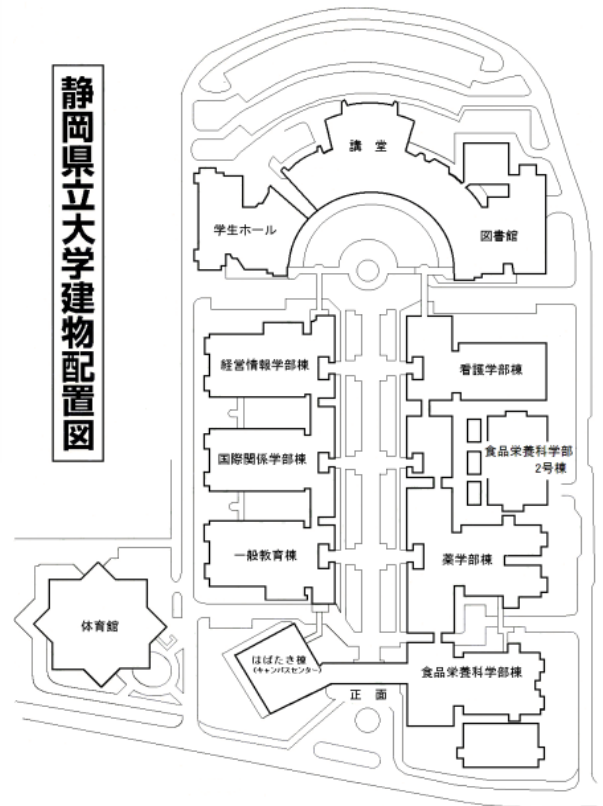 静岡県立大学建物配置図
講堂
学生ホール
図書館
経営情報学部棟
看護学部棟
国際関係学部棟
食品栄養科学部
2号棟
一般教育棟
薬学部棟
体育館
はばたき棟
(キャンパスセンター)
食品栄養科学部棟
正面